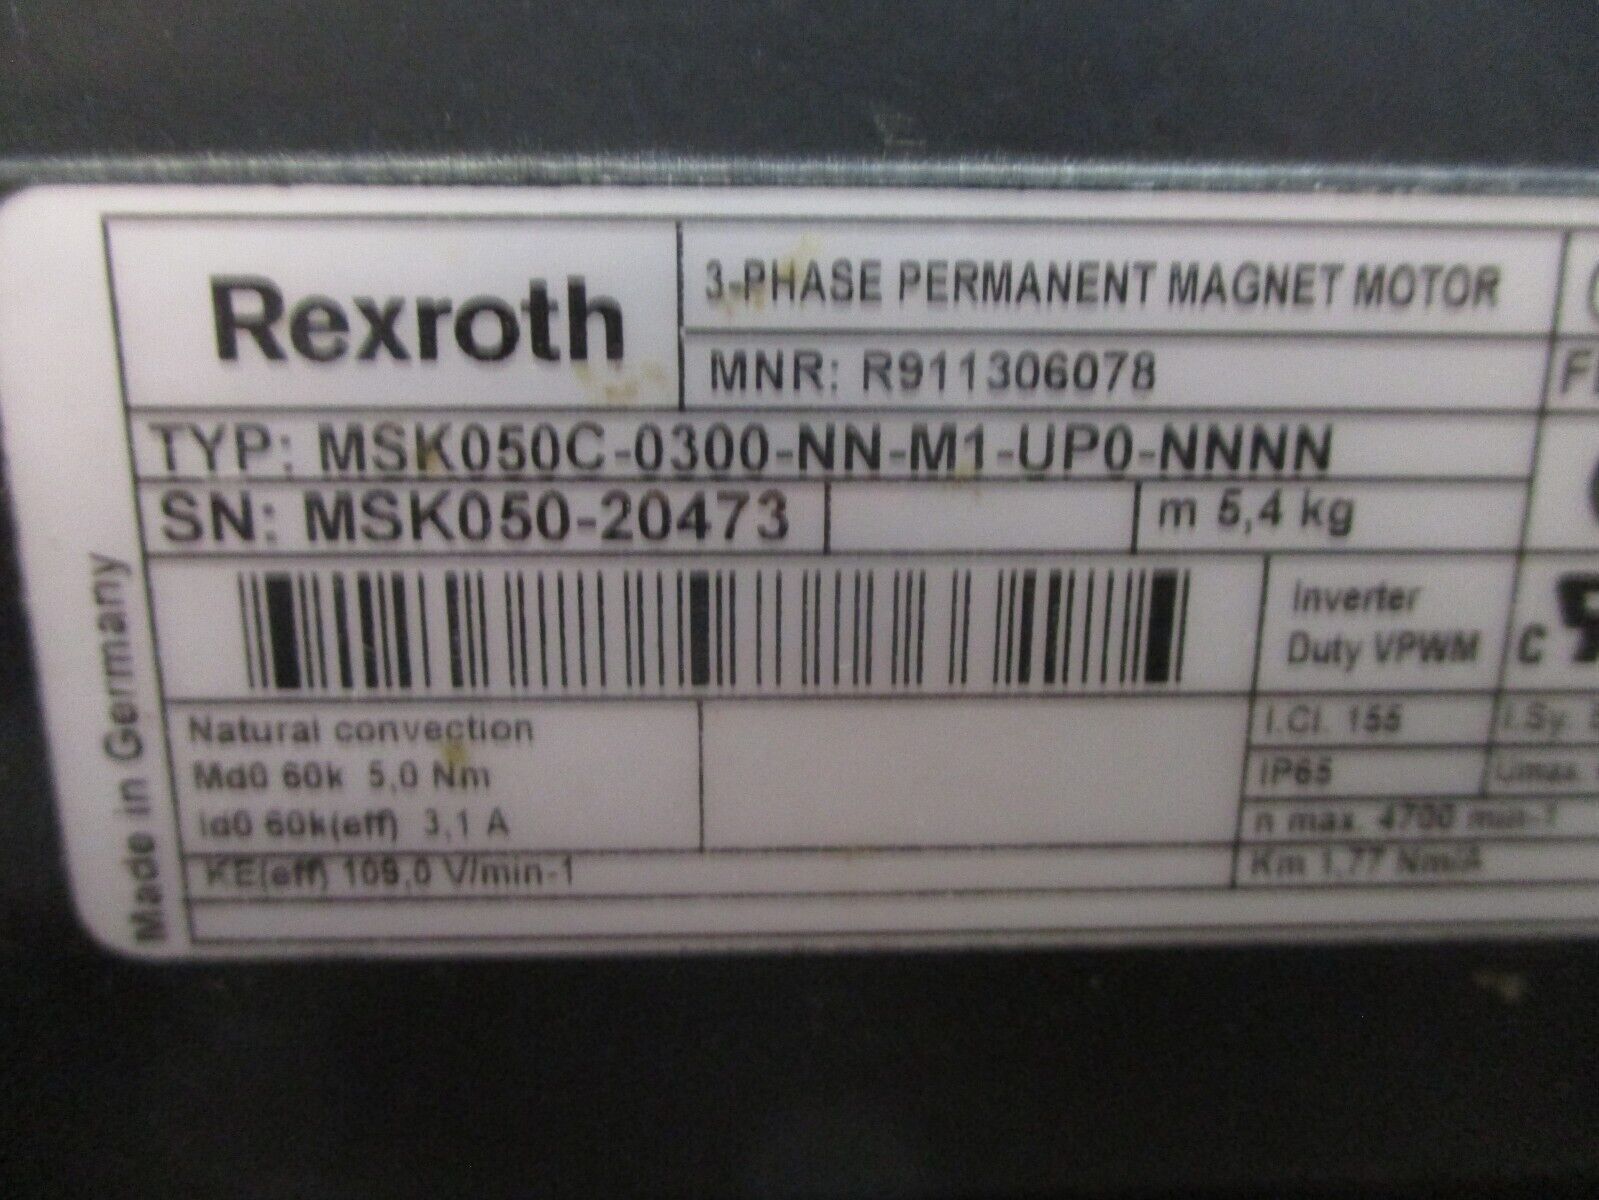 Rexroth
3-PHASE PERMANENT MAGNET MOTOR
MNR: R911306078
TYP: MSK050C-0300-NN-M1-UP0-NNNN
SN: MSK050-20473
m 5,4 kg
Made in Germany
Inverter
Duty VPWM
C
Natural convection
Md0 60k 5,0 Nm
Id0 60k(eff) 3,1 A
KE(eff) 109,0 V/min-1
I.Cl. 155
I.Sy.
IP65
Umax.
n max. 4700 min-1
Km 1,77 Nm/A